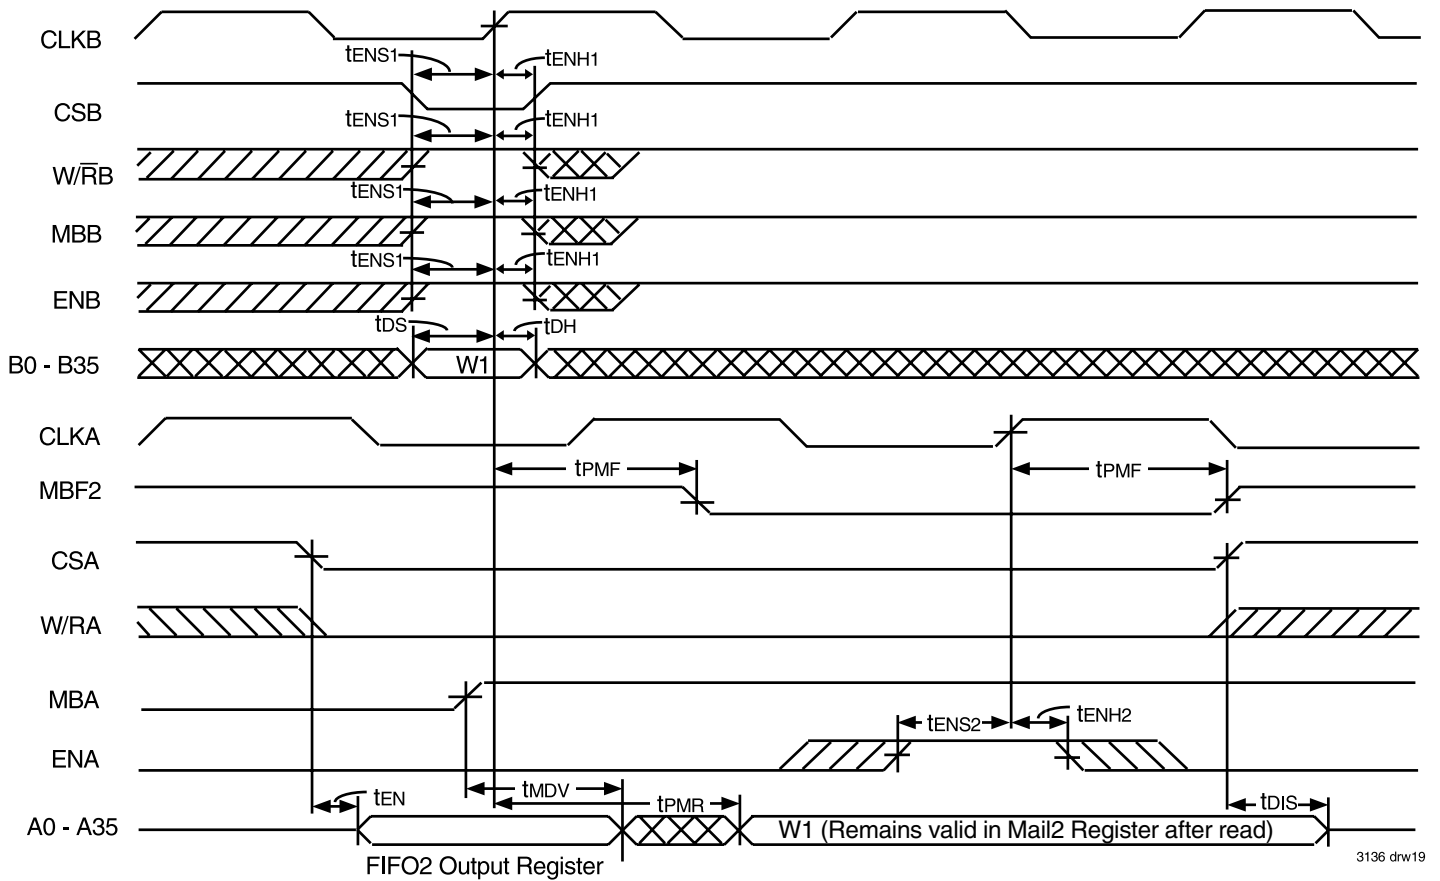 CLKB
tENS1
tENH1
CSB
tENS1
tENH1
W/R̅B
tENS1
tENH1
MBB
tENS1
tENH1
ENB
tDS
tDH
B0 - B35
W1
CLKA
tPMF
tPMF
MBF2
CSA
W/RA
MBA
tENS2
tENH2
ENA
tEN
tMDV
tPMR
tDIS
A0 - A35
W1 (Remains valid in Mail2 Register after read)
FIFO2 Output Register
3136 drw19